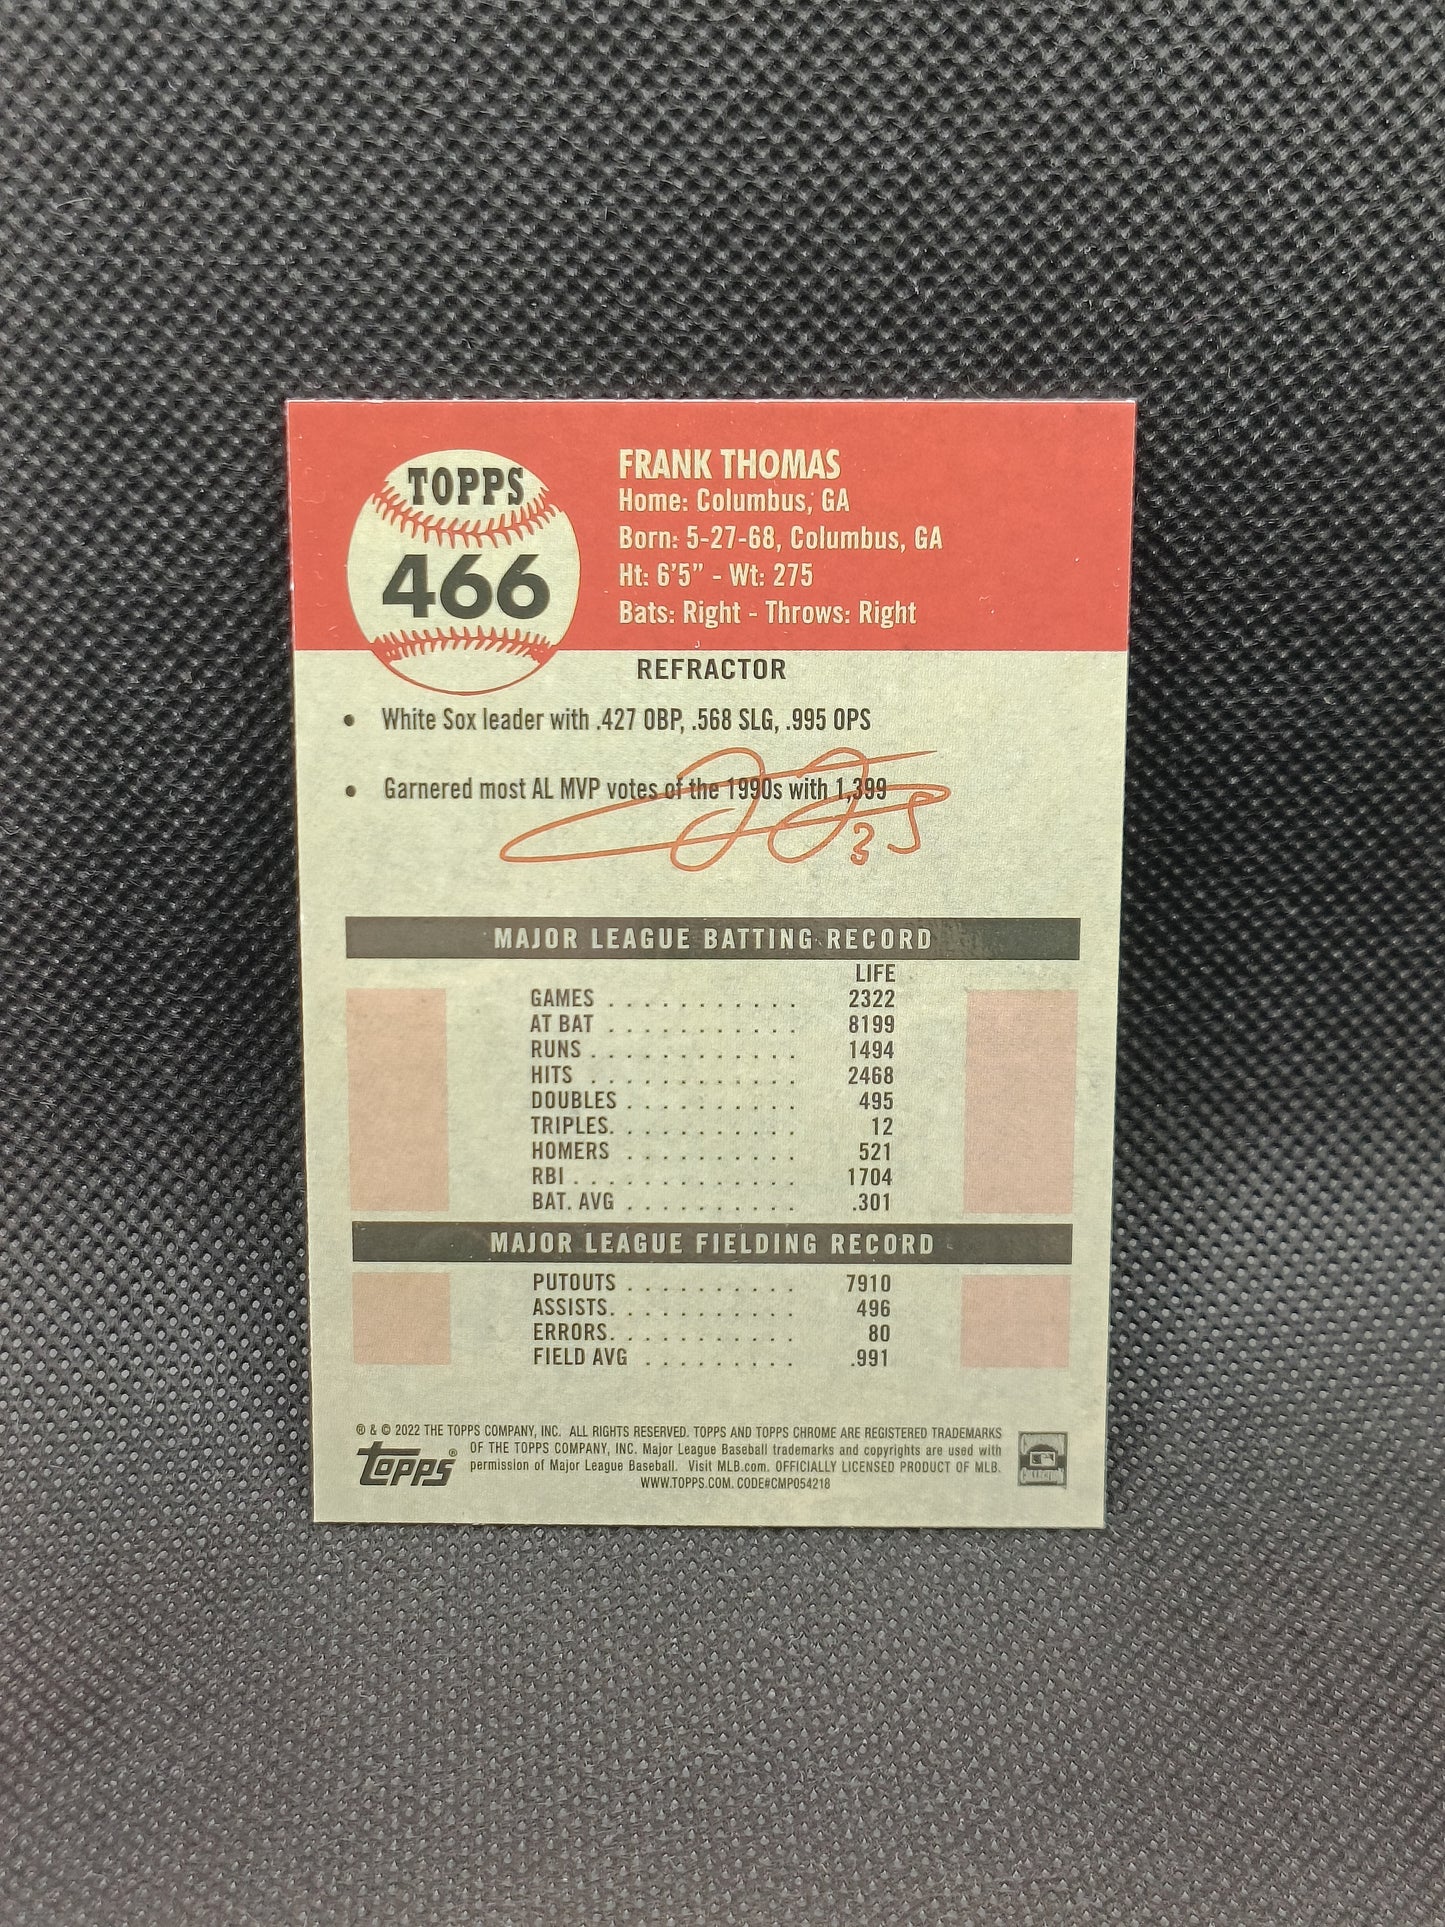 TOPPS
466
FRANK THOMAS
Home: Columbus, GA
Born: 5-27-68, Columbus, GA
Ht: 6'5" - Wt: 275
Bats: Right - Throws: Right
REFRACTOR
• White Sox leader with .427 OBP, .568 SLG, .995 OPS
• Garnered most AL MVP votes of the 1990s with 1,399
35
MAJOR LEAGUE BATTING RECORD
LIFE
GAMES . . . . . . . . . . . 2322
AT BAT . . . . . . . . . . . 8199
RUNS . . . . . . . . . . . . 1494
HITS . . . . . . . . . . . . 2468
DOUBLES . . . . . . . . . . 495
TRIPLES. . . . . . . . . . . 12
HOMERS . . . . . . . . . . 521
RBI . . . . . . . . . . . . . 1704
BAT. AVG . . . . . . . . . . .301
MAJOR LEAGUE FIELDING RECORD
PUTOUTS . . . . . . . . . . 7910
ASSISTS. . . . . . . . . . . 496
ERRORS. . . . . . . . . . . 80
FIELD AVG . . . . . . . . . .991
® & © 2022 THE TOPPS COMPANY, INC. ALL RIGHTS RESERVED. TOPPS AND TOPPS CHROME ARE REGISTERED TRADEMARKS
OF THE TOPPS COMPANY, INC. Major League Baseball trademarks and copyrights are used with
permission of Major League Baseball. Visit MLB.com. OFFICIALLY LICENSED PRODUCT OF MLB.
WWW.TOPPS.COM. CODE#CMP054218
Topps®